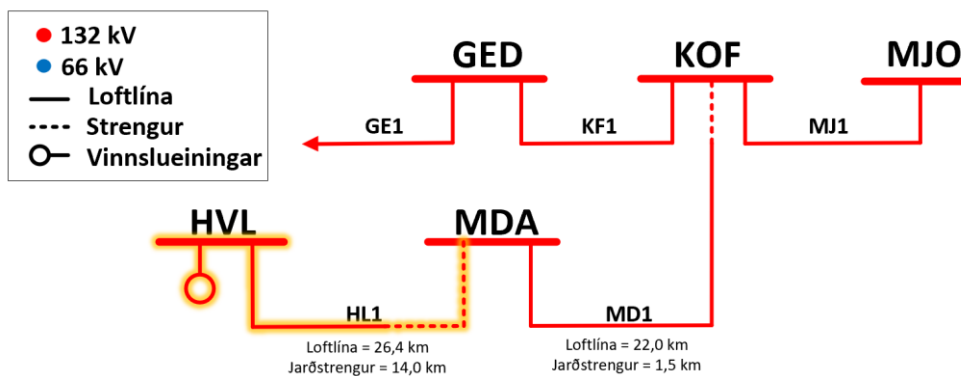 132 kV
66 kV
Loftlína
Strengur
Vinnslueiningar
GED
KOF
MJO
GE1
KF1
MJ1
HVL
MDA
HL1
MD1
Loftlína = 26,4 km
Jarðstrengur = 14,0 km
Loftlína = 22,0 km
Jarðstrengur = 1,5 km